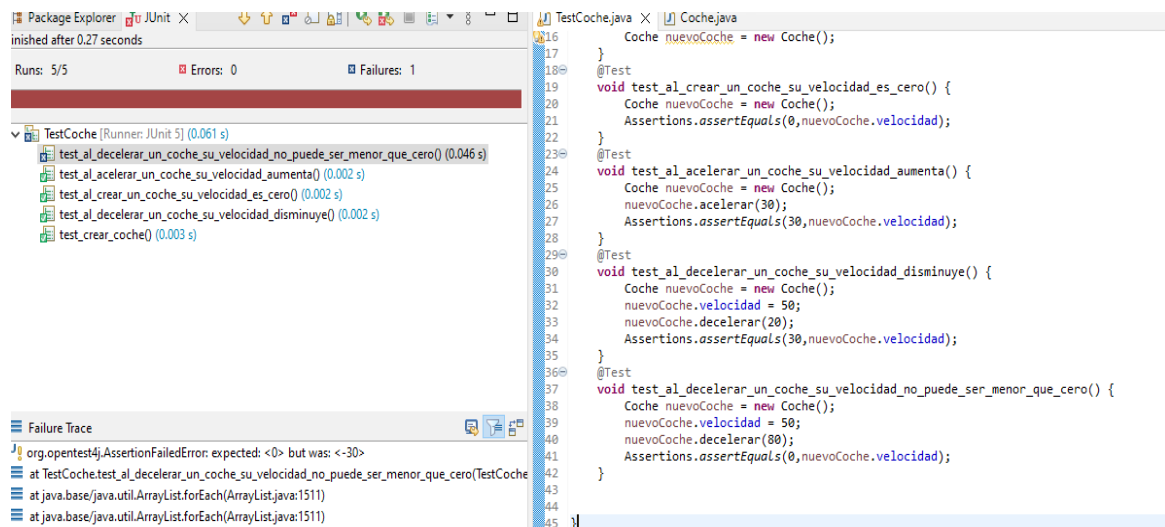 Package Explorer JUnit
inished after 0.27 seconds
Runs: 5/5 Errors: 0 Failures: 1
TestCoche [Runner: JUnit 5] (0.061 s)
test_al_decelerar_un_coche_su_velocidad_no_puede_ser_menor_que_cero() (0.046 s)
test_al_acelerar_un_coche_su_velocidad_aumenta() (0.002 s)
test_al_crear_un_coche_su_velocidad_es_cero() (0.002 s)
test_al_decelerar_un_coche_su_velocidad_disminuye() (0.002 s)
test_crear_coche() (0.003 s)
Failure Trace
org.opentest4j.AssertionFailedError: expected: <0> but was: <-30>
at TestCoche.test_al_decelerar_un_coche_su_velocidad_no_puede_ser_menor_que_cero(TestCoche
at java.base/java.util.ArrayList.forEach(ArrayList.java:1511)
at java.base/java.util.ArrayList.forEach(ArrayList.java:1511)
TestCoche.java Coche.java
16 Coche nuevoCoche = new Coche();
17 }
18 @Test
19 void test_al_crear_un_coche_su_velocidad_es_cero() {
20 Coche nuevoCoche = new Coche();
21 Assertions.assertEquals(0,nuevoCoche.velocidad);
22 }
23 @Test
24 void test_al_acelerar_un_coche_su_velocidad_aumenta() {
25 Coche nuevoCoche = new Coche();
26 nuevoCoche.acelerar(30);
27 Assertions.assertEquals(30,nuevoCoche.velocidad);
28 }
29 @Test
30 void test_al_decelerar_un_coche_su_velocidad_disminuye() {
31 Coche nuevoCoche = new Coche();
32 nuevoCoche.velocidad = 50;
33 nuevoCoche.decelerar(20);
34 Assertions.assertEquals(30,nuevoCoche.velocidad);
35 }
36 @Test
37 void test_al_decelerar_un_coche_su_velocidad_no_puede_ser_menor_que_cero() {
38 Coche nuevoCoche = new Coche();
39 nuevoCoche.velocidad = 50;
40 nuevoCoche.decelerar(80);
41 Assertions.assertEquals(0,nuevoCoche.velocidad);
42 }
43
44
45 }